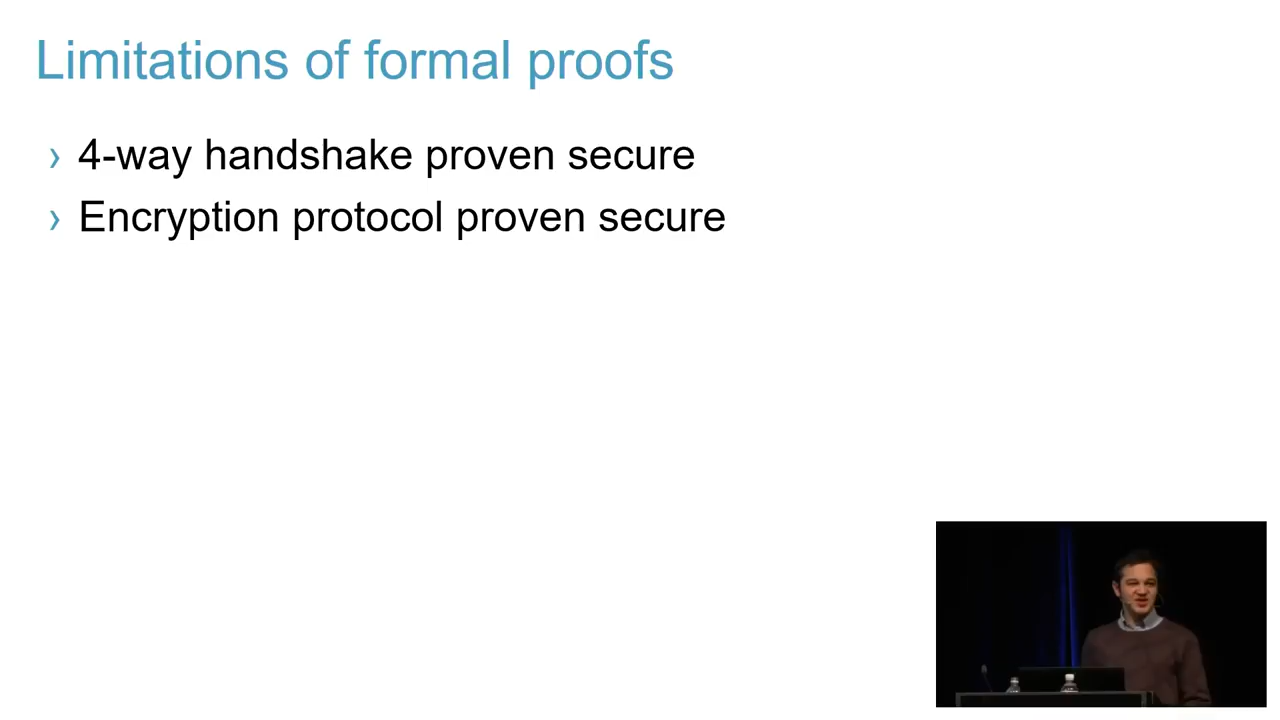 Limitations of formal proofs
› 4-way handshake proven secure
› Encryption protocol proven secure